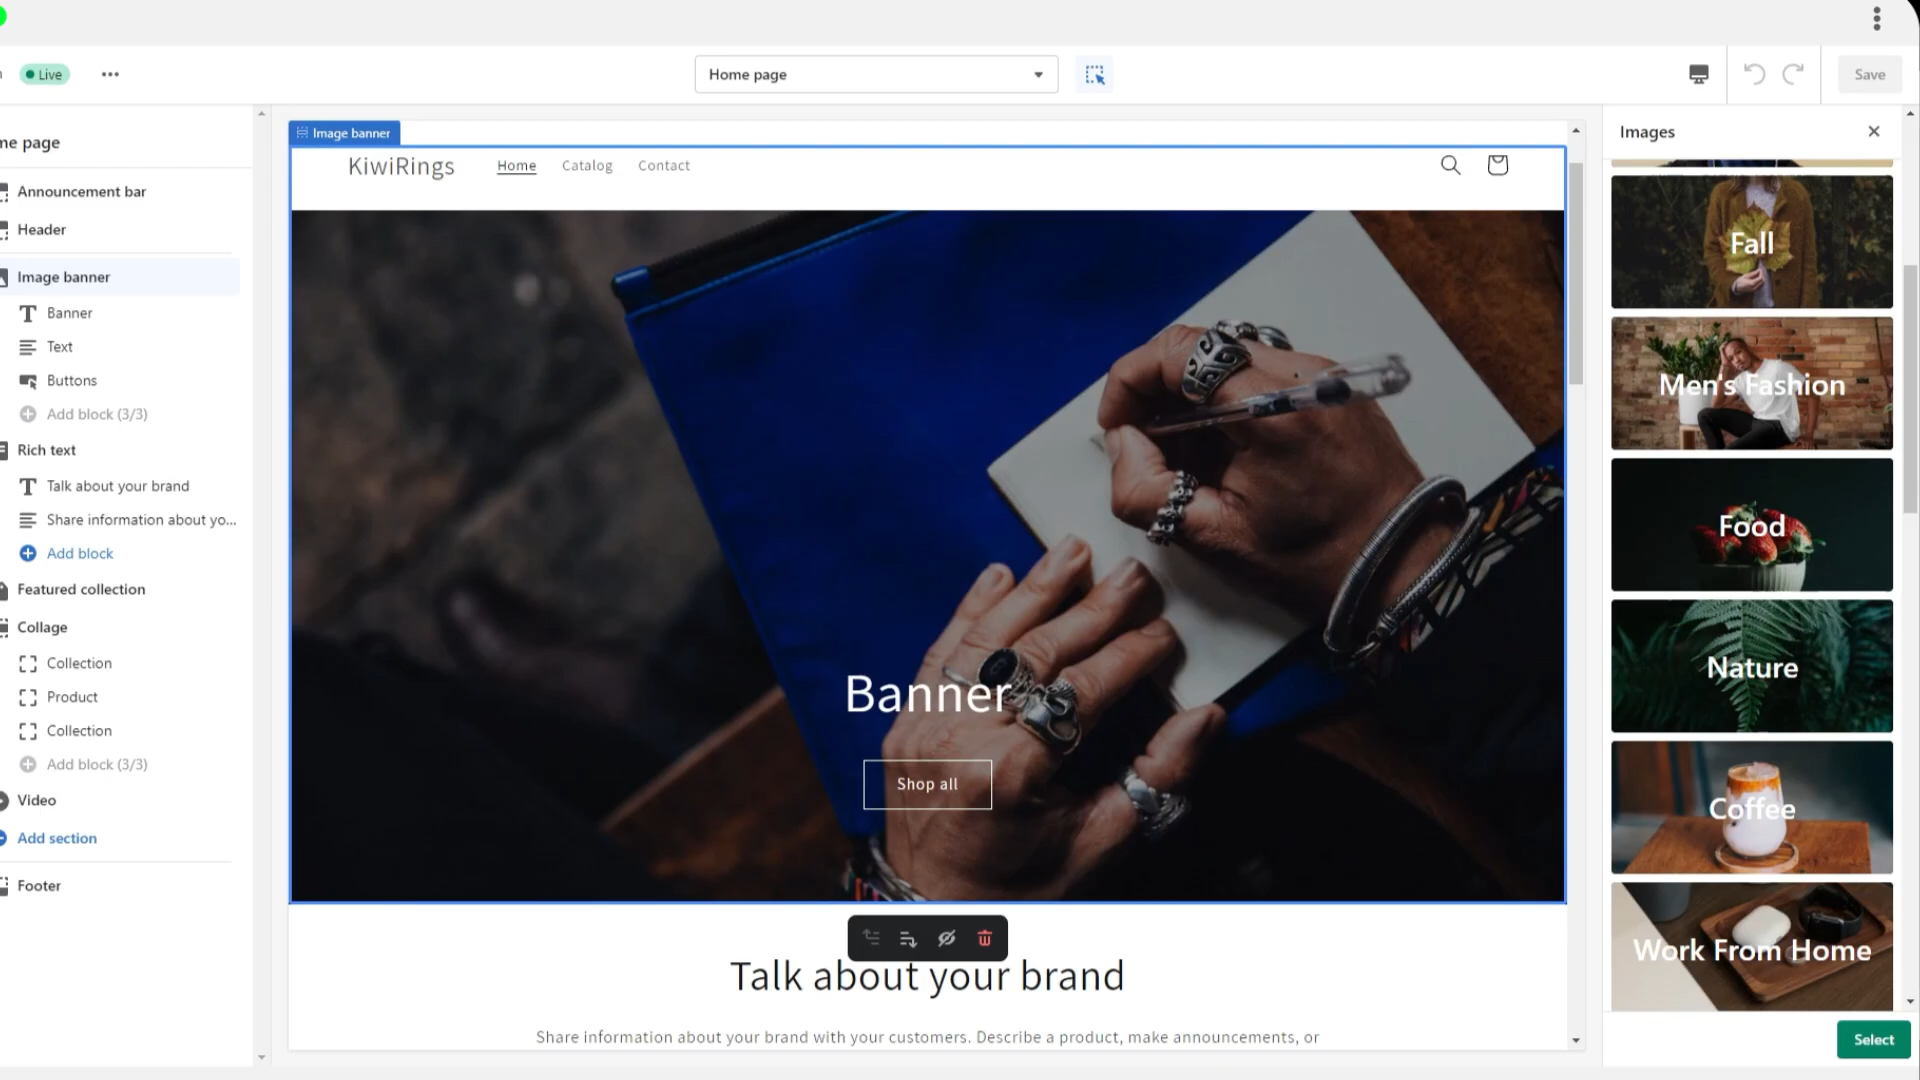 Live
Home page
Save
me page
Announcement bar
Header
Image banner
Banner
Text
Buttons
Add block (3/3)
Rich text
Talk about your brand
Share information about yo...
Add block
Featured collection
Collage
Collection
Product
Collection
Add block (3/3)
Video
Add section
Footer
Image banner
KiwiRings
Home
Catalog
Contact
Banner
Shop all
Talk about your brand
Share information about your brand with your customers. Describe a product, make announcements, or
Images
Fall
Men's Fashion
Food
Nature
Coffee
Work From Home
Select